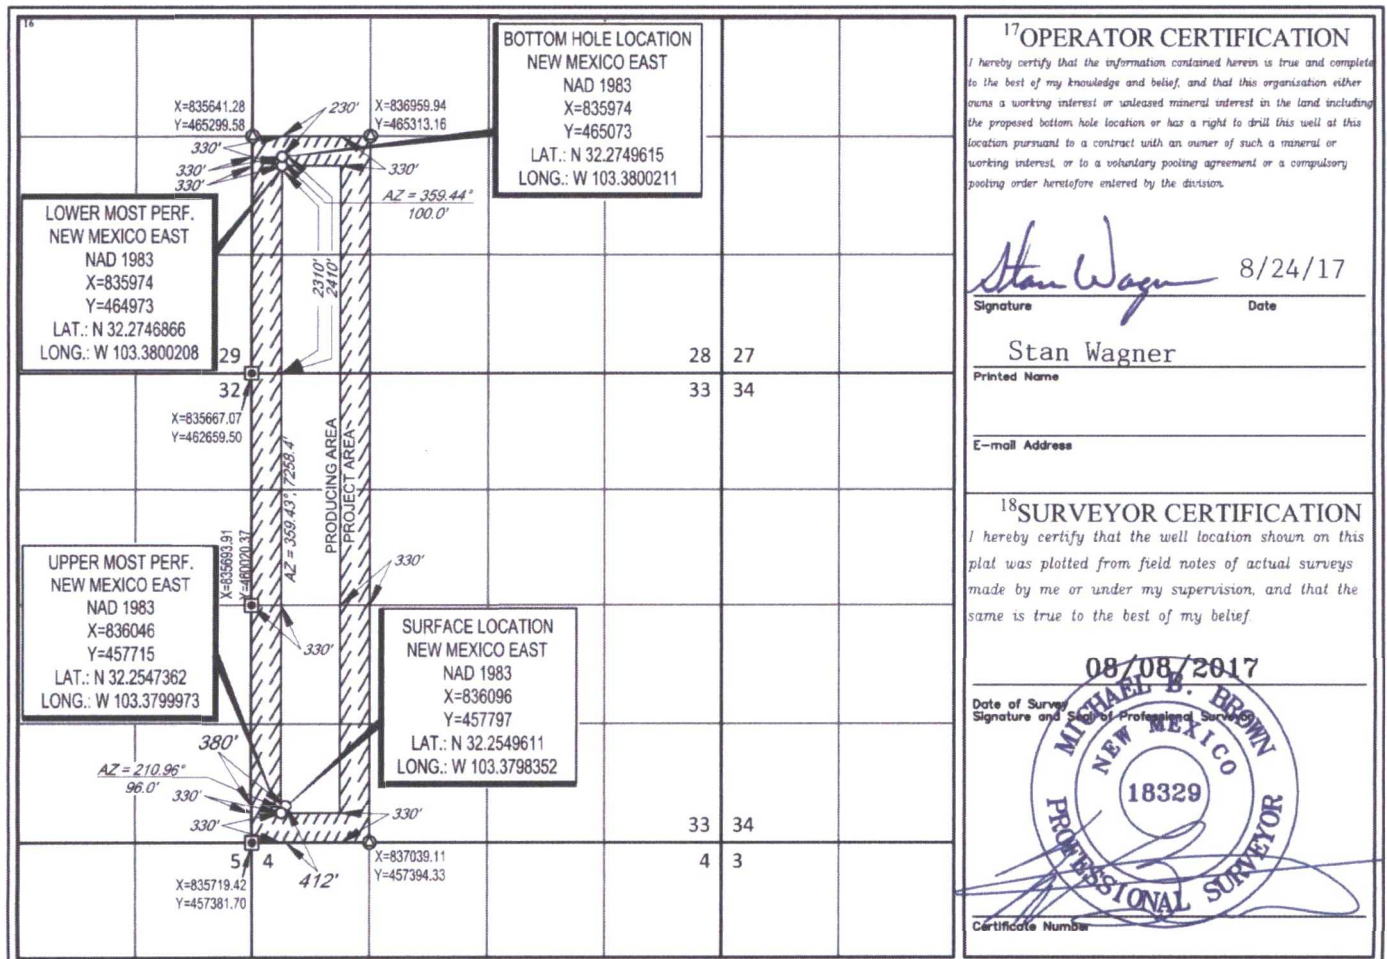 16
BOTTOM HOLE LOCATION
NEW MEXICO EAST
NAD 1983
X=835974
Y=465073
LAT.: N 32.2749615
LONG.: W 103.3800211
X=835641.28
Y=465299.58
230'
X=836959.94
Y=465313.16
330'
330'
330'
330'
AZ = 359.44°
100.0'
LOWER MOST PERF.
NEW MEXICO EAST
NAD 1983
X=835974
Y=464973
LAT.: N 32.2746866
LONG.: W 103.3800208
2310'
2410'
29
28 27
32
33 34
X=835667.07
Y=462659.50
AZ = 359.43°, 7258.4'
PRODUCING AREA
PROJECT AREA
X=835693.91
Y=460020.37
330'
330'
UPPER MOST PERF.
NEW MEXICO EAST
NAD 1983
X=836046
Y=457715
LAT.: N 32.2547362
LONG.: W 103.3799973
SURFACE LOCATION
NEW MEXICO EAST
NAD 1983
X=836096
Y=457797
LAT.: N 32.2549611
LONG.: W 103.3798352
380'
AZ = 210.96°
96.0'
330'
330'
330'
33 34
5 4
4 3
412'
X=837039.11
Y=457394.33
X=835719.42
Y=457381.70
17 OPERATOR CERTIFICATION
I hereby certify that the information contained herein is true and complete
to the best of my knowledge and belief, and that this organisation either
owns a working interest or unleased mineral interest in the land including
the proposed bottom hole location or has a right to drill this well at this
location pursuant to a contract with an owner of such a mineral or
working interest, or to a voluntary pooling agreement or a compulsory
pooling order heretofore entered by the division.
Stan Wagner 8/24/17
Signature Date
Stan Wagner
Printed Name
E-mail Address
18 SURVEYOR CERTIFICATION
I hereby certify that the well location shown on this
plat was plotted from field notes of actual surveys
made by me or under my supervision, and that the
same is true to the best of my belief.
08/08/2017
Date of Survey
Signature and Seal of Professional Surveyor
MICHAEL B. BROWN
NEW MEXICO
18329
PROFESSIONAL SURVEYOR
Certificate Number